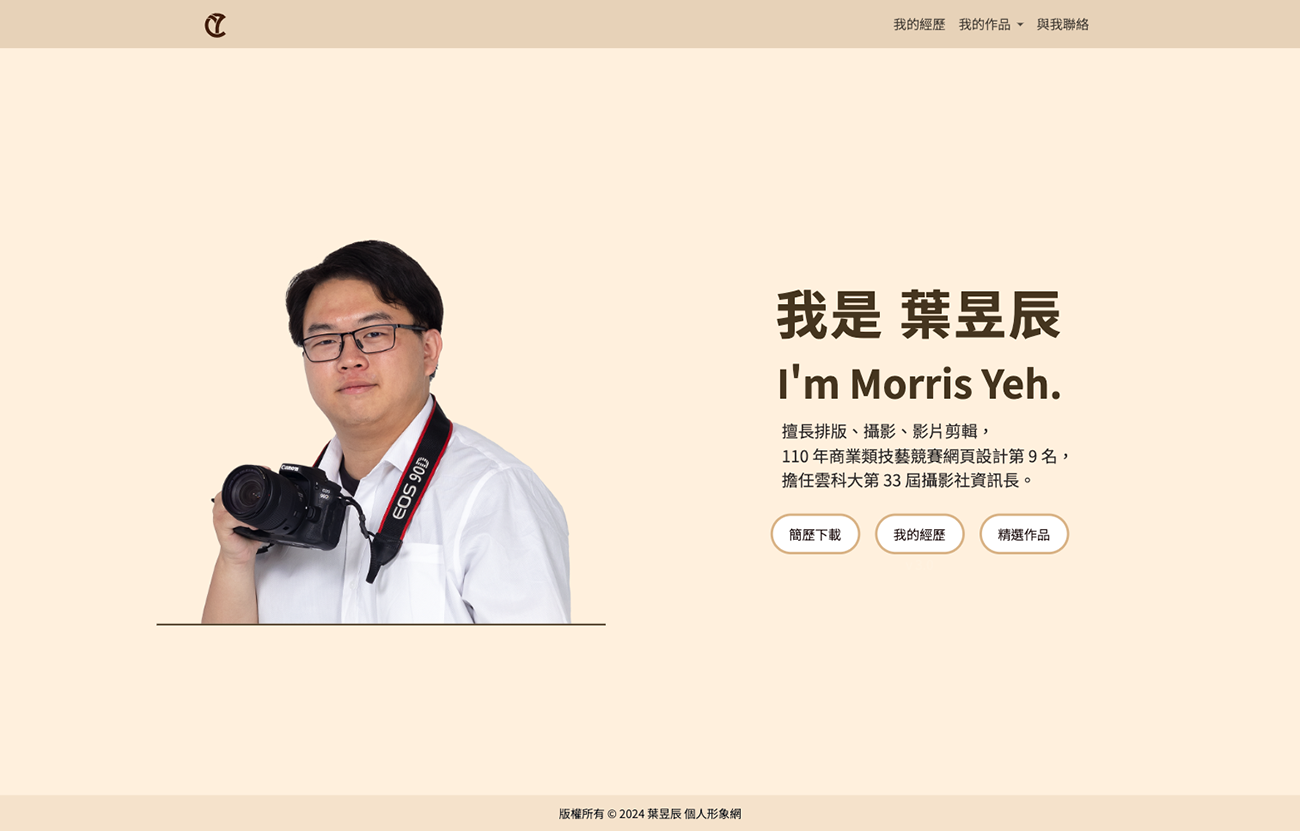 我的經歷 我的作品 與我聯絡
Canon
EOS
90D
EOS 90D
我是 葉昱辰
I'm Morris Yeh.
擅長排版、攝影、影片剪輯，
110 年商業類技藝競賽網頁設計第 9 名，
擔任雲科大第 33 屆攝影社資訊長。
簡歷下載 我的經歷 精選作品
版權所有 © 2024 葉昱辰 個人形象網